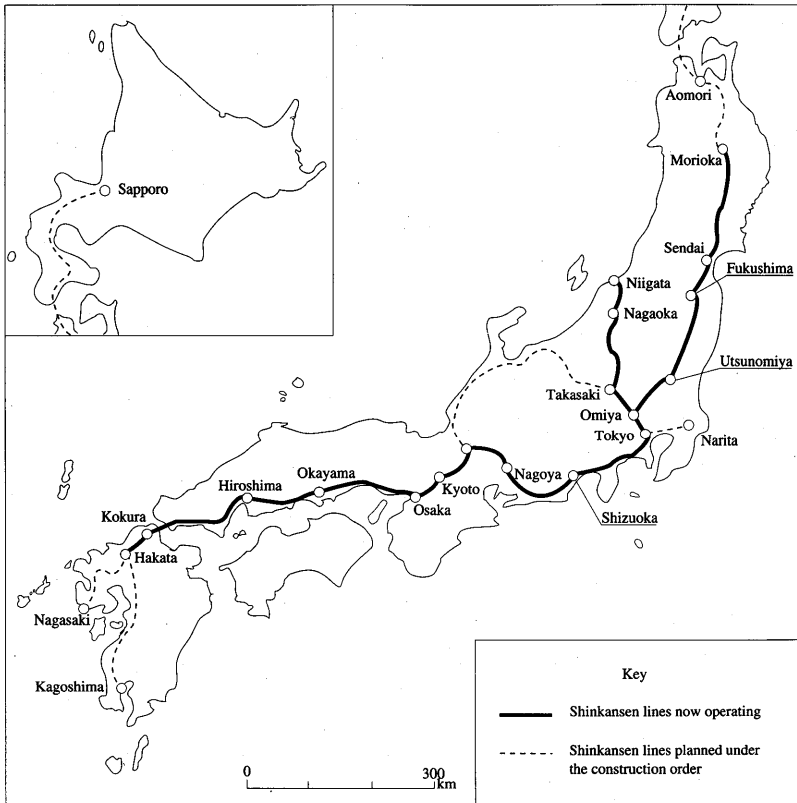 Sapporo
Aomori
Morioka
Sendai
Fukushima
Niigata
Nagaoka
Utsunomiya
Takasaki
Omiya
Tokyo
Narita
Nagoya
Kyoto
Shizuoka
Okayama
Hiroshima
Osaka
Kokura
Hakata
Nagasaki
Kagoshima
0 300
km
Key
Shinkansen lines now operating
Shinkansen lines planned under
the construction order